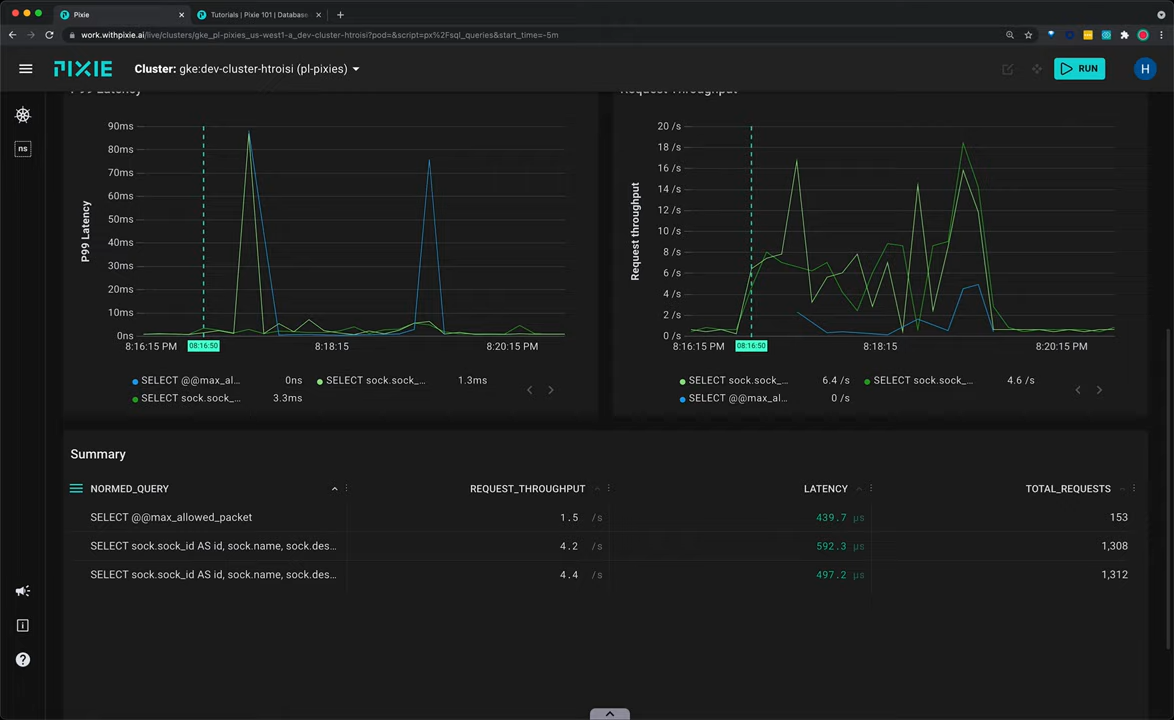 Pixie
Tutorials | Pixie 101 | Database
work.withpixie.ai/live/clusters/gke_pl-pixies_us-west1-a_dev-cluster-htroisi?pod=&script=px%2Fsql_queries&start_time=-5m
PIXIE
Cluster: gke:dev-cluster-htroisi (pl-pixies)
RUN
H
ns
P99 Latency
P99 Latency
90ms
80ms
70ms
60ms
50ms
40ms
30ms
20ms
10ms
0ns
8:16:15 PM
08:16:50
8:18:15
8:20:15 PM
SELECT @@max_al...
0ns
SELECT sock.sock_...
1.3ms
SELECT sock.sock_...
3.3ms
Request Throughput
Request throughput
20 /s
18 /s
16 /s
14 /s
12 /s
10 /s
8 /s
6 /s
4 /s
2 /s
0 /s
8:16:15 PM
08:16:50
8:18:15
8:20:15 PM
SELECT sock.sock_...
6.4 /s
SELECT sock.sock_...
4.6 /s
SELECT @@max_al...
0 /s
Summary
NORMED_QUERY REQUEST_THROUGHPUT LATENCY TOTAL_REQUESTS
SELECT @@max_allowed_packet 1.5 /s 439.7 µs 153
SELECT sock.sock_id AS id, sock.name, sock.des... 4.2 /s 592.3 µs 1,308
SELECT sock.sock_id AS id, sock.name, sock.des... 4.4 /s 497.2 µs 1,312